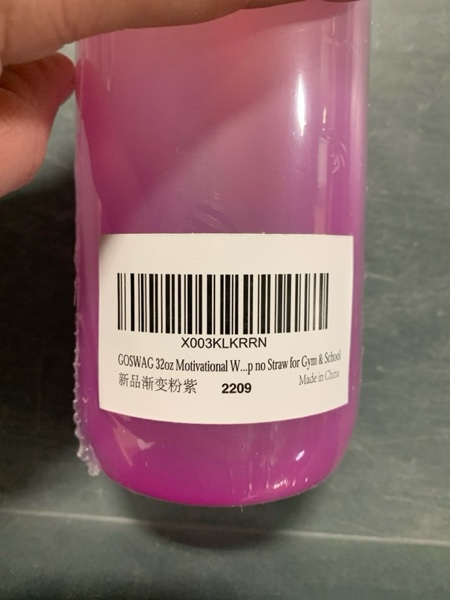 X003KLKRRN
GOSWAG 32oz Motivational W...p no Straw for Gym & School
新品渐变粉紫 2209 Made in China